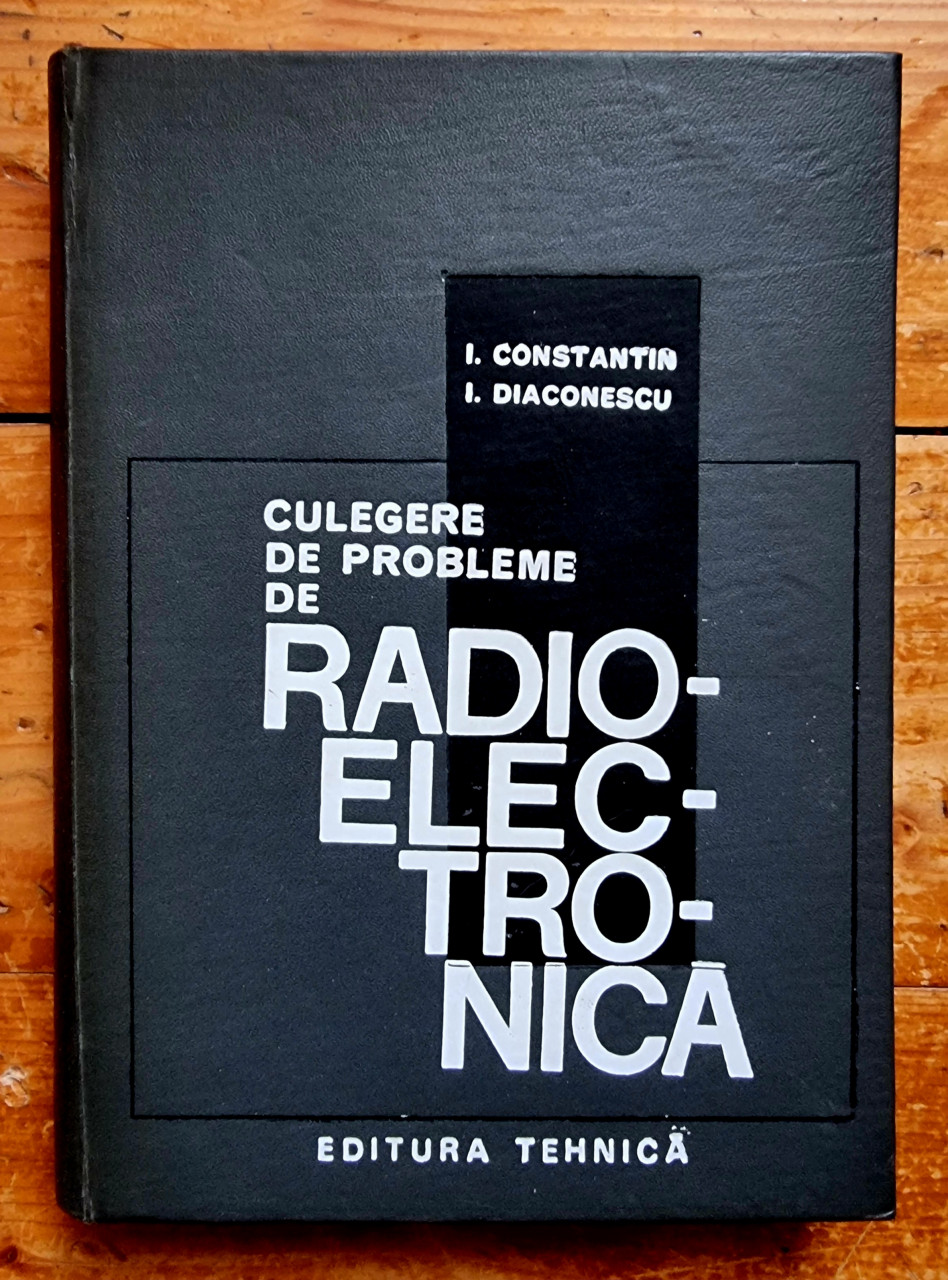 I. CONSTANTIN
I. DIACONESCU
CULEGERE
DE PROBLEME
DE
RADIO-
ELEC-
TRO-
NICĂ
EDITURA TEHNICĂ